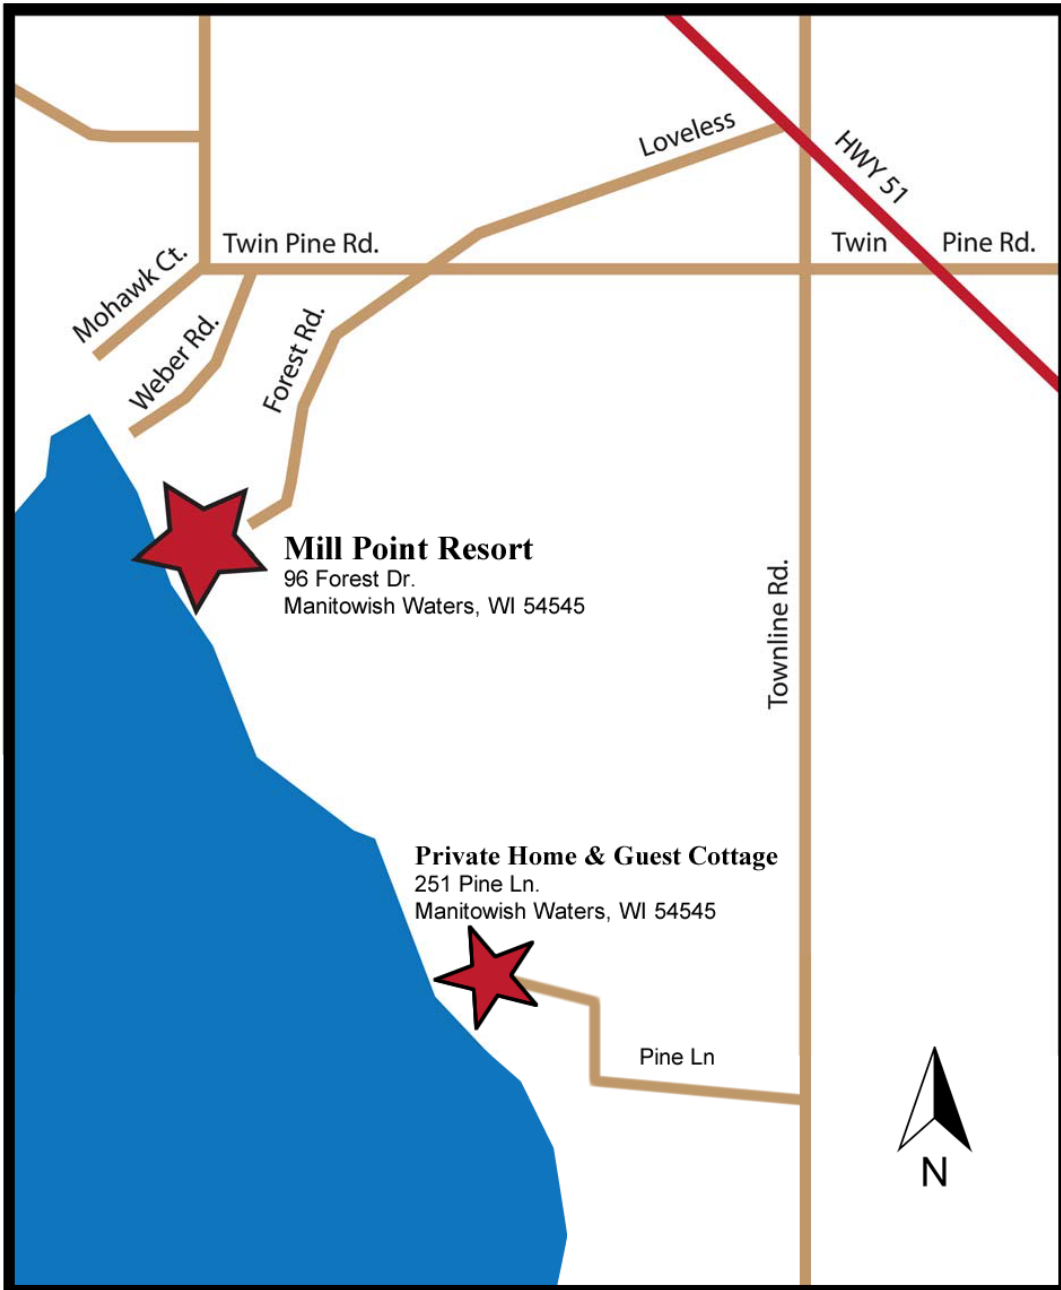 Loveless
HWY 51
Twin Pine Rd.
Twin
Pine Rd.
Mohawk Ct.
Weber Rd.
Forest Rd.
Mill Point Resort
96 Forest Dr.
Manitowish Waters, WI 54545
Townline Rd.
Private Home & Guest Cottage
251 Pine Ln.
Manitowish Waters, WI 54545
Pine Ln
N